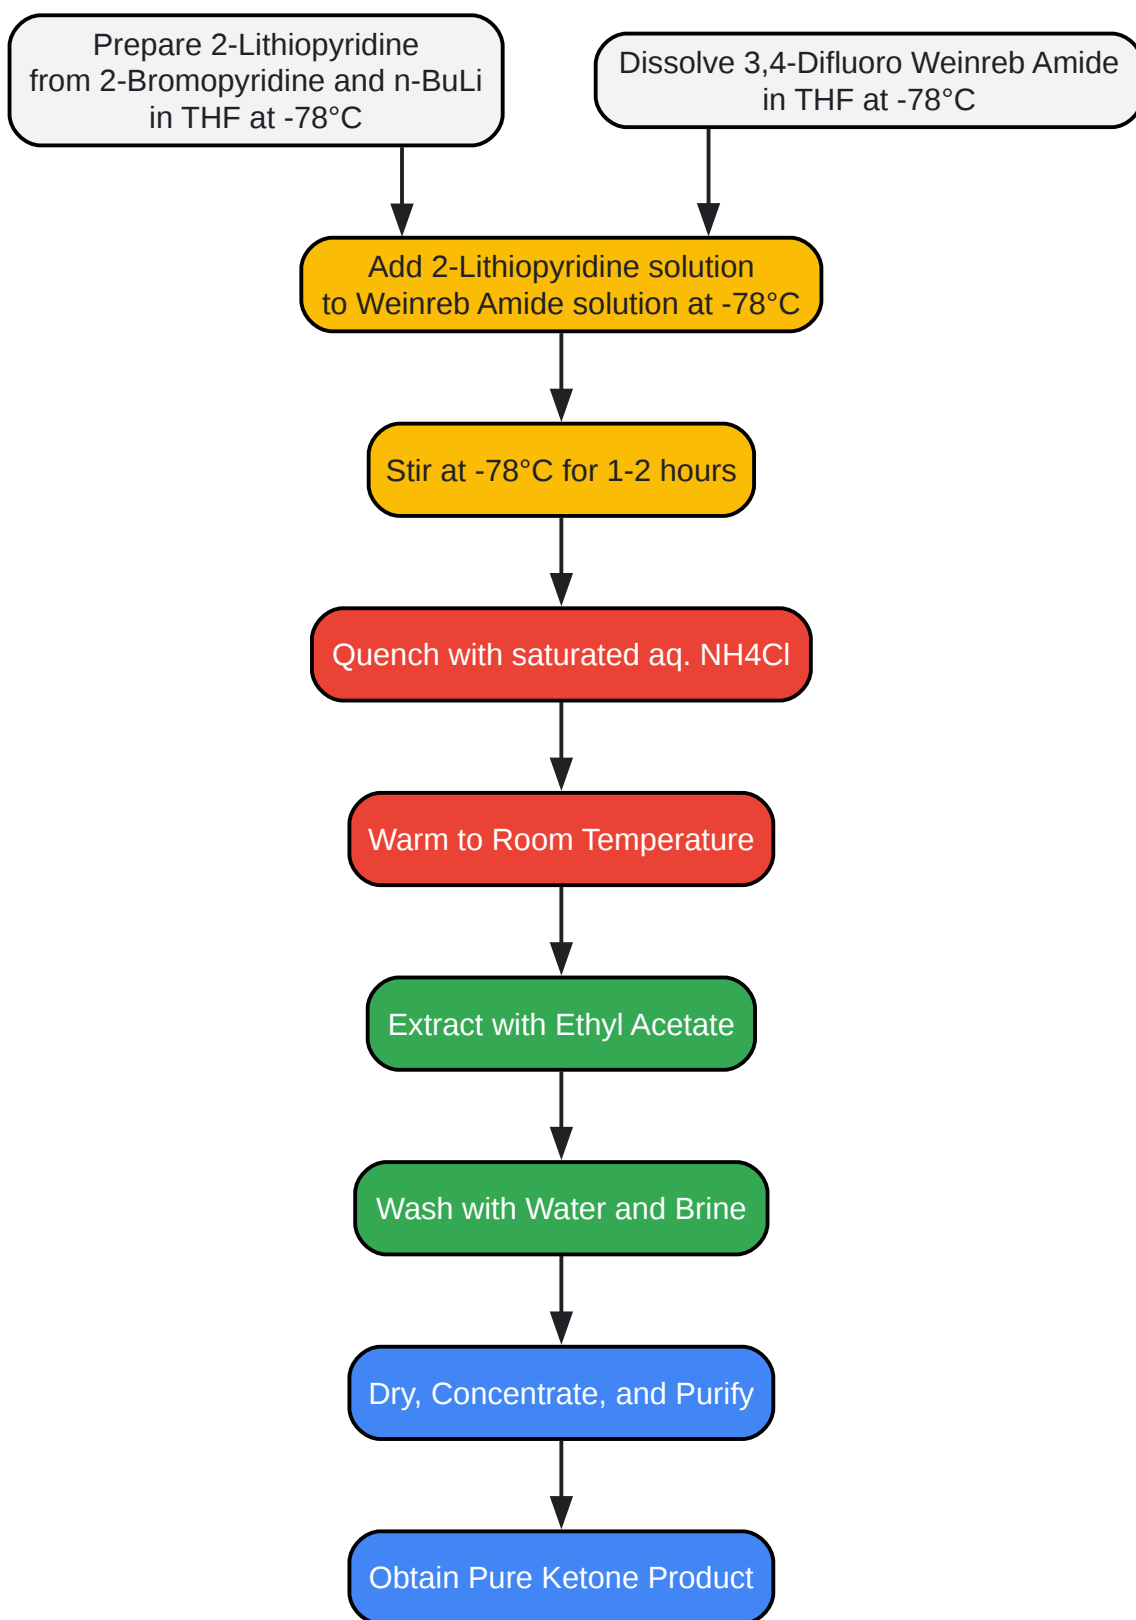 Prepare 2-Lithiopyridine
from 2-Bromopyridine and n-BuLi
in THF at -78°C
Dissolve 3,4-Difluoro Weinreb Amide
in THF at -78°C
Add 2-Lithiopyridine solution
to Weinreb Amide solution at -78°C
Stir at -78°C for 1-2 hours
Quench with saturated aq. NH4Cl
Warm to Room Temperature
Extract with Ethyl Acetate
Wash with Water and Brine
Dry, Concentrate, and Purify
Obtain Pure Ketone Product